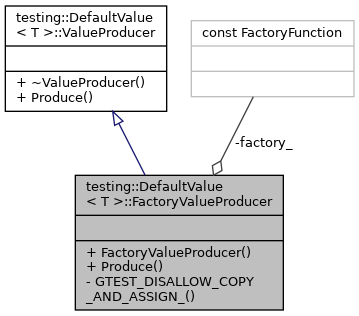 testing::DefaultValue
< T >::ValueProducer
+ ~ValueProducer()
+ Produce()
const FactoryFunction
-factory_
testing::DefaultValue
< T >::FactoryValueProducer
+ FactoryValueProducer()
+ Produce()
- GTEST_DISALLOW_COPY
_AND_ASSIGN_()